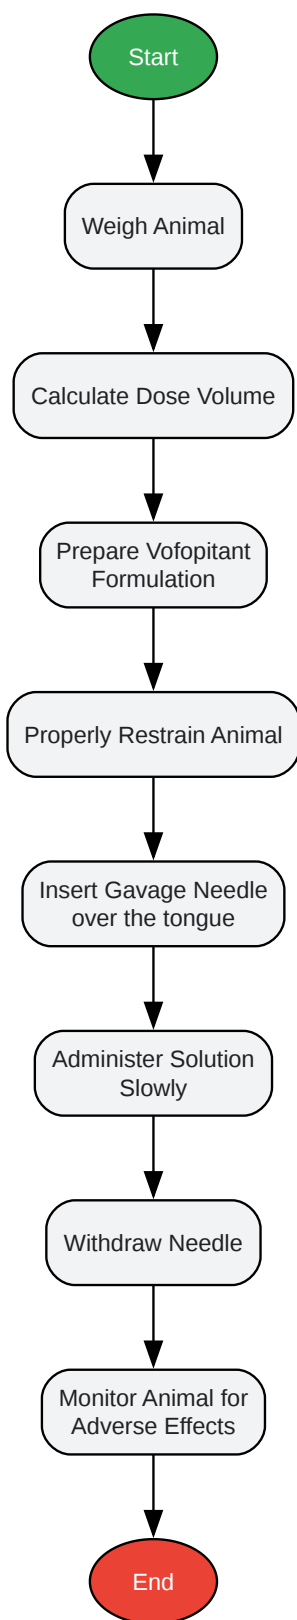 Start
Weigh Animal
Calculate Dose Volume
Prepare Vofopitant
Formulation
Properly Restrain Animal
Insert Gavage Needle
over the tongue
Administer Solution
Slowly
Withdraw Needle
Monitor Animal for
Adverse Effects
End